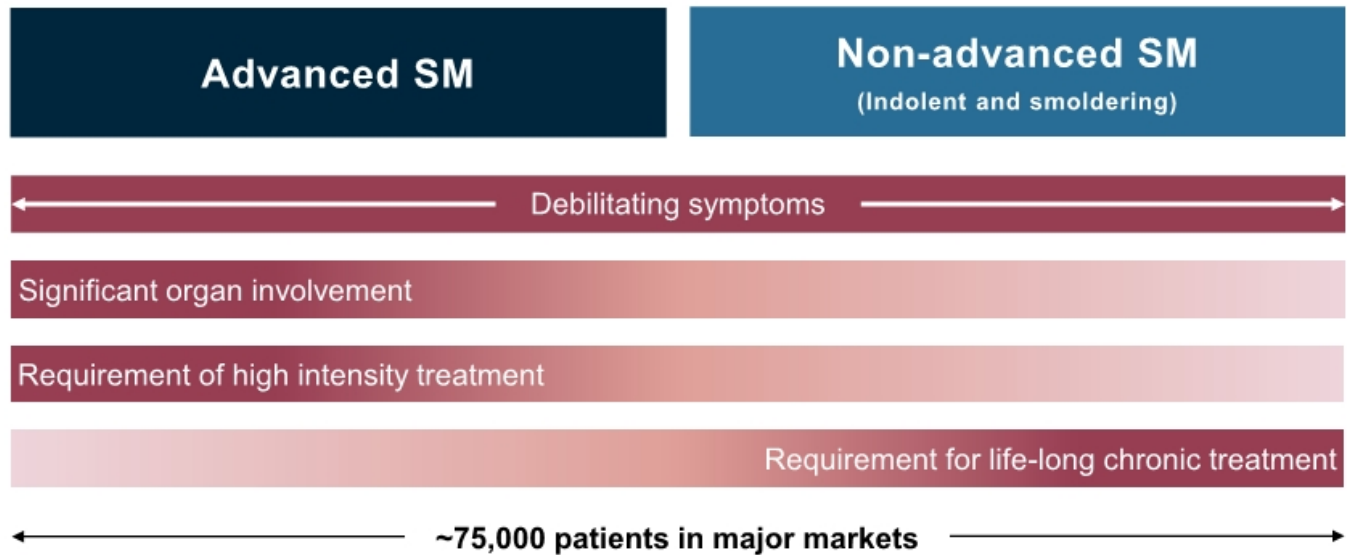 Advanced SM
Non-advanced SM
(Indolent and smoldering)
Debilitating symptoms
Significant organ involvement
Requirement of high intensity treatment
Requirement for life-long chronic treatment
~75,000 patients in major markets